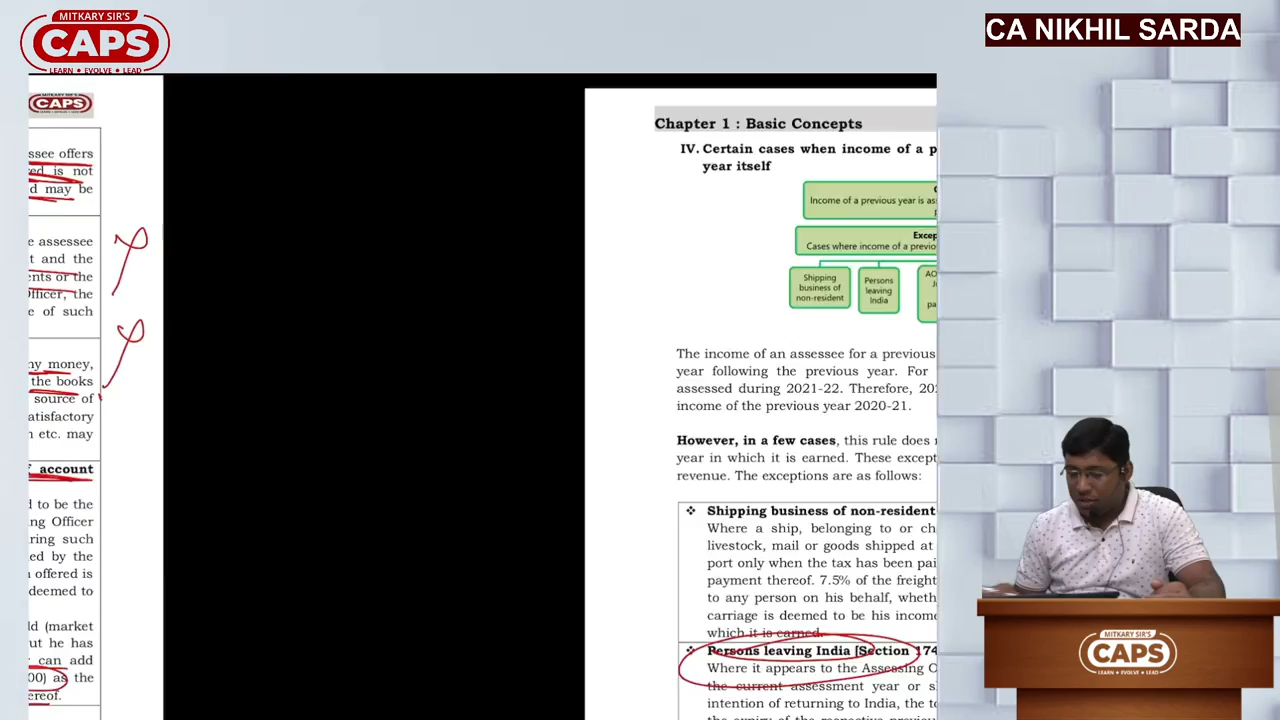 MITKARY SIR'S
CAPS
LEARN • EVOLVE • LEAD
CA NIKHIL SARDA
CAPS
ssee offers
ed is not
d may be
e assessee
t and the
ents or the
fficer, the
e of such
ny money,
the books
source of
atisfactory
n etc. may
f account
d to be the
ng Officer
ring such
ed by the
n offered is
deemed to
ld (market
ut he has
can add
00) as the
ereof.
Chapter 1 : Basic Concepts
IV. Certain cases when income of a p
year itself
Income of a previous year is as
Excep
Cases where income of a previo
Shipping
business of
non-resident
Persons
leaving
India
AO
J
pa
The income of an assessee for a previous
year following the previous year. For
assessed during 2021-22. Therefore, 20
income of the previous year 2020-21.
However, in a few cases, this rule does
year in which it is earned. These except
revenue. The exceptions are as follows:
❖ Shipping business of non-resident
Where a ship, belonging to or ch
livestock, mail or goods shipped at
port only when the tax has been pai
payment thereof. 7.5% of the freight
to any person on his behalf, wheth
carriage is deemed to be his income
which it is earned.
❖ Persons leaving India [Section 174
Where it appears to the Assessing O
the current assessment year or s
intention of returning to India, the to
the expiry of the respective previou
MITKARY SIR'S
CAPS
LEARN • EVOLVE • LEAD